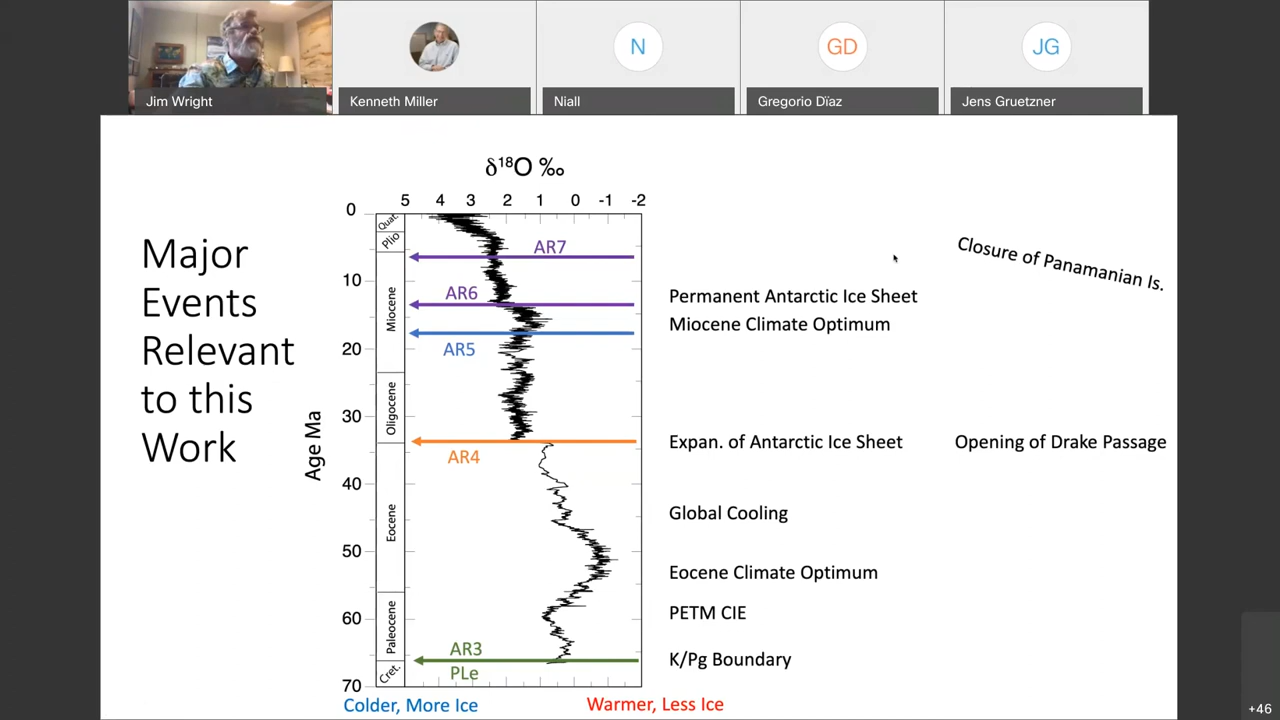 N
GD
JG
Jim Wright
Kenneth Miller
Niall
Gregorio Dïaz
Jens Gruetzner
Major
Events
Relevant
to this
Work
δ¹⁸O ‰
5 4 3 2 1 0 -1 -2
Age Ma
0
10
20
30
40
50
60
70
Quat.
Plio
Miocene
Oligocene
Eocene
Paleocene
Cret.
AR7
AR6
AR5
AR4
AR3
PLe
Closure of Panamanian Is.
Permanent Antarctic Ice Sheet
Miocene Climate Optimum
Expan. of Antarctic Ice Sheet
Opening of Drake Passage
Global Cooling
Eocene Climate Optimum
PETM CIE
K/Pg Boundary
Colder, More Ice
Warmer, Less Ice
+46